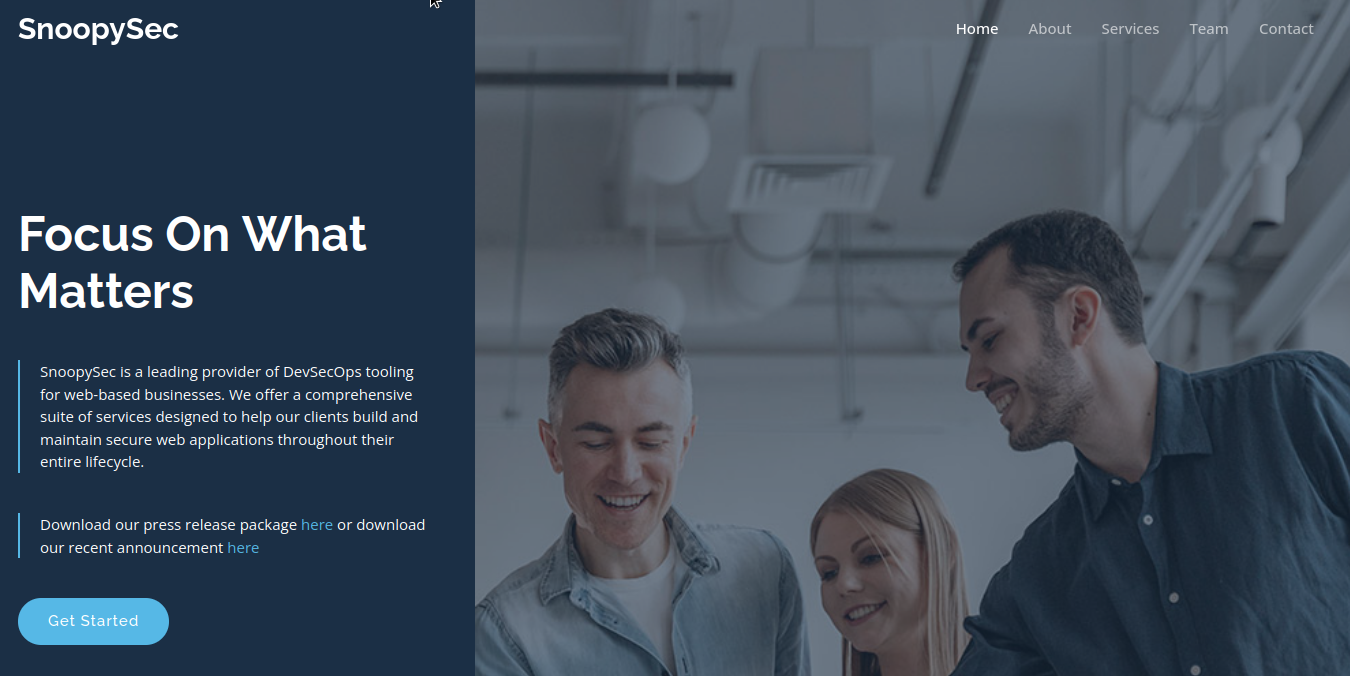 SnoopySec
Home About Services Team Contact
Focus On What
Matters
SnoopySec is a leading provider of DevSecOps tooling
for web-based businesses. We offer a comprehensive
suite of services designed to help our clients build and
maintain secure web applications throughout their
entire lifecycle.
Download our press release package here or download
our recent announcement here
Get Started